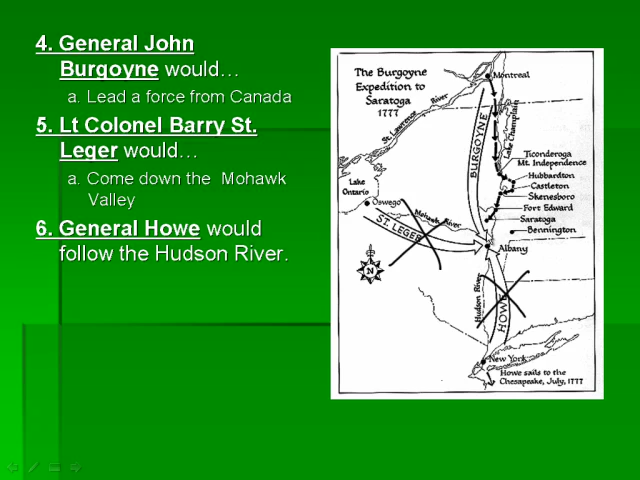 4. General John
Burgoyne would…
a. Lead a force from Canada
5. Lt Colonel Barry St.
Leger would…
a. Come down the Mohawk
Valley
6. General Howe would
follow the Hudson River.
The Burgoyne
Expedition to
Saratoga
1777
Montreal
St. Lawrence River
Lake Champlain
BURGOYNE
Ticonderoga
Mt. Independence
Hubbardton
Castleton
Skenesboro
Fort Edward
Saratoga
Bennington
Lake
Ontario
Oswego
Mohawk River
ST. LEGER
Albany
N
Hudson River
HOWE
New York
Howe sails to the
Chesapeake, July, 1777